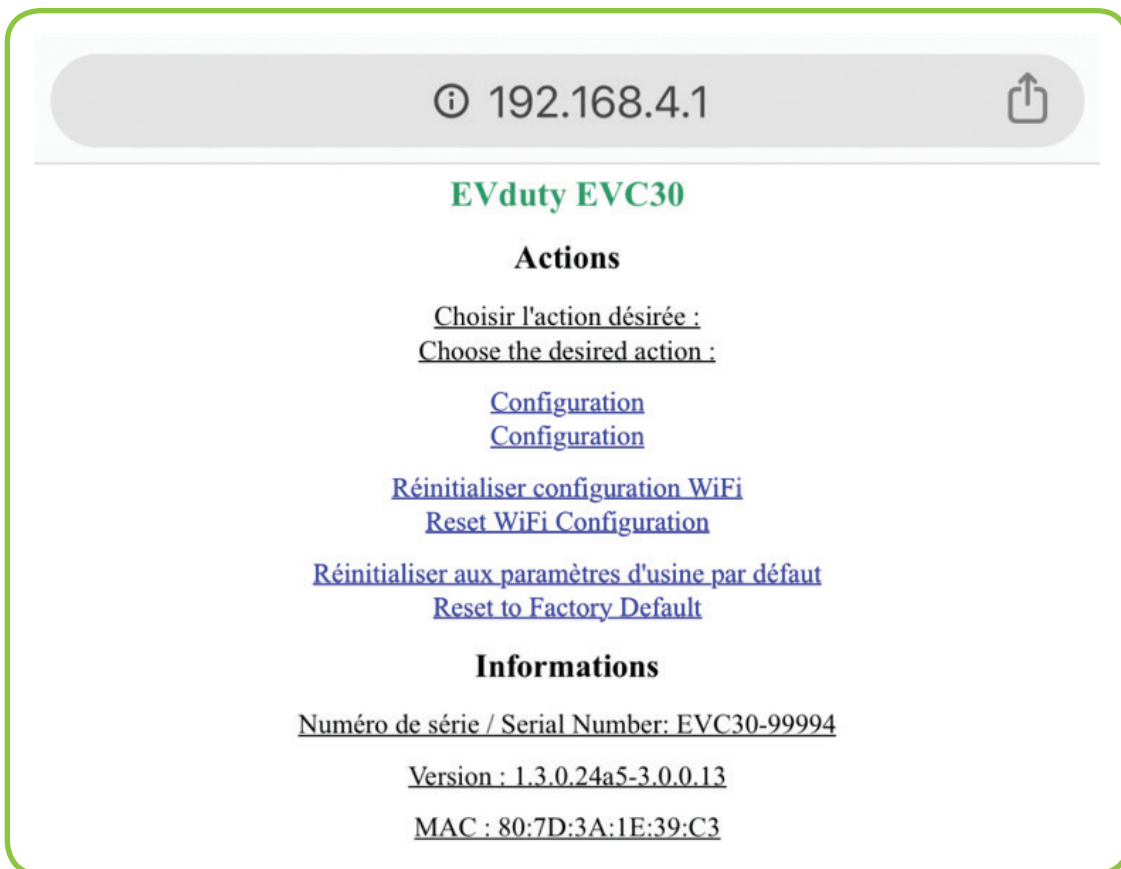 192.168.4.1
EVduty EVC30
Actions
Choisir l'action désirée :
Choose the desired action :
Configuration
Configuration
Réinitialiser configuration WiFi
Reset WiFi Configuration
Réinitialiser aux paramètres d'usine par défaut
Reset to Factory Default
Informations
Numéro de série / Serial Number: EVC30-99994
Version : 1.3.0.24a5-3.0.0.13
MAC : 80:7D:3A:1E:39:C3